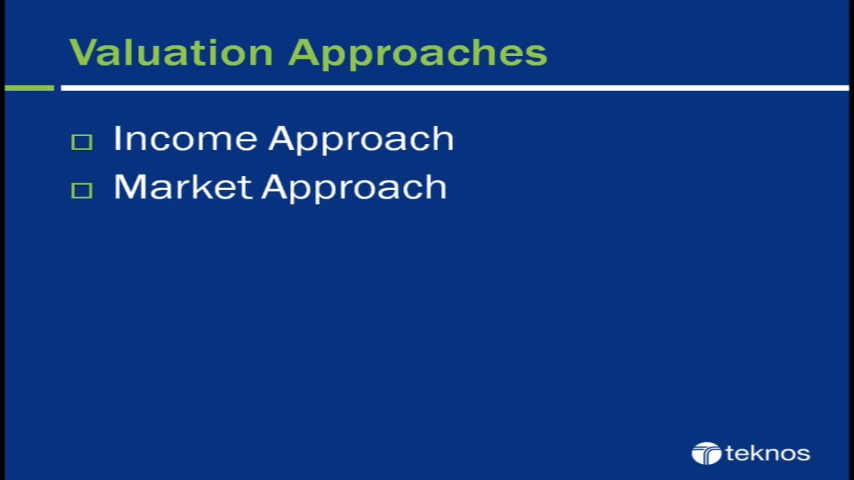 Valuation Approaches
Income Approach
Market Approach
teknos